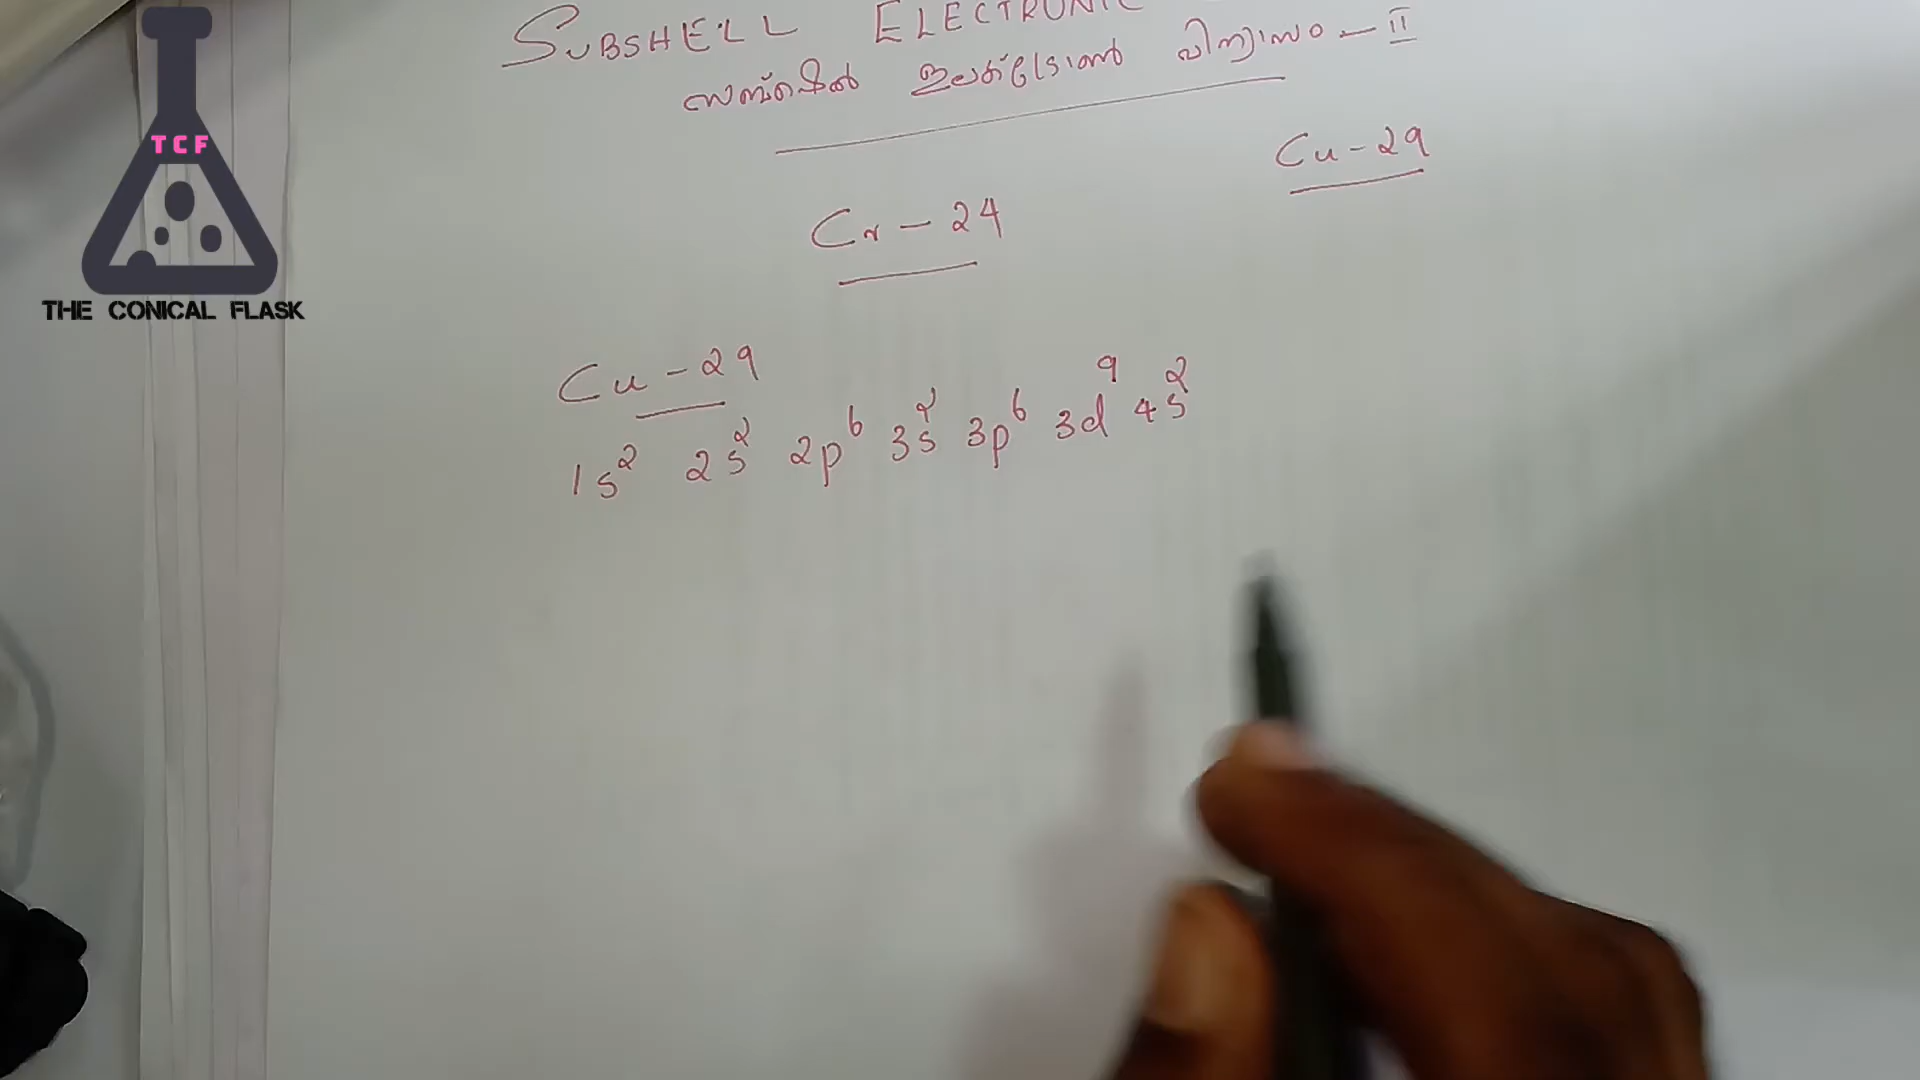 SUBSHELL ELECTRONIC
സബ്ഷെൽ ഇലക്ട്രോൺ വിന്യാസം - II
Cu - 29
Cr - 24
Cu - 29
1s² 2s² 2p⁶ 3s² 3p⁶ 3d⁹ 4s²
TCF
THE CONICAL FLASK